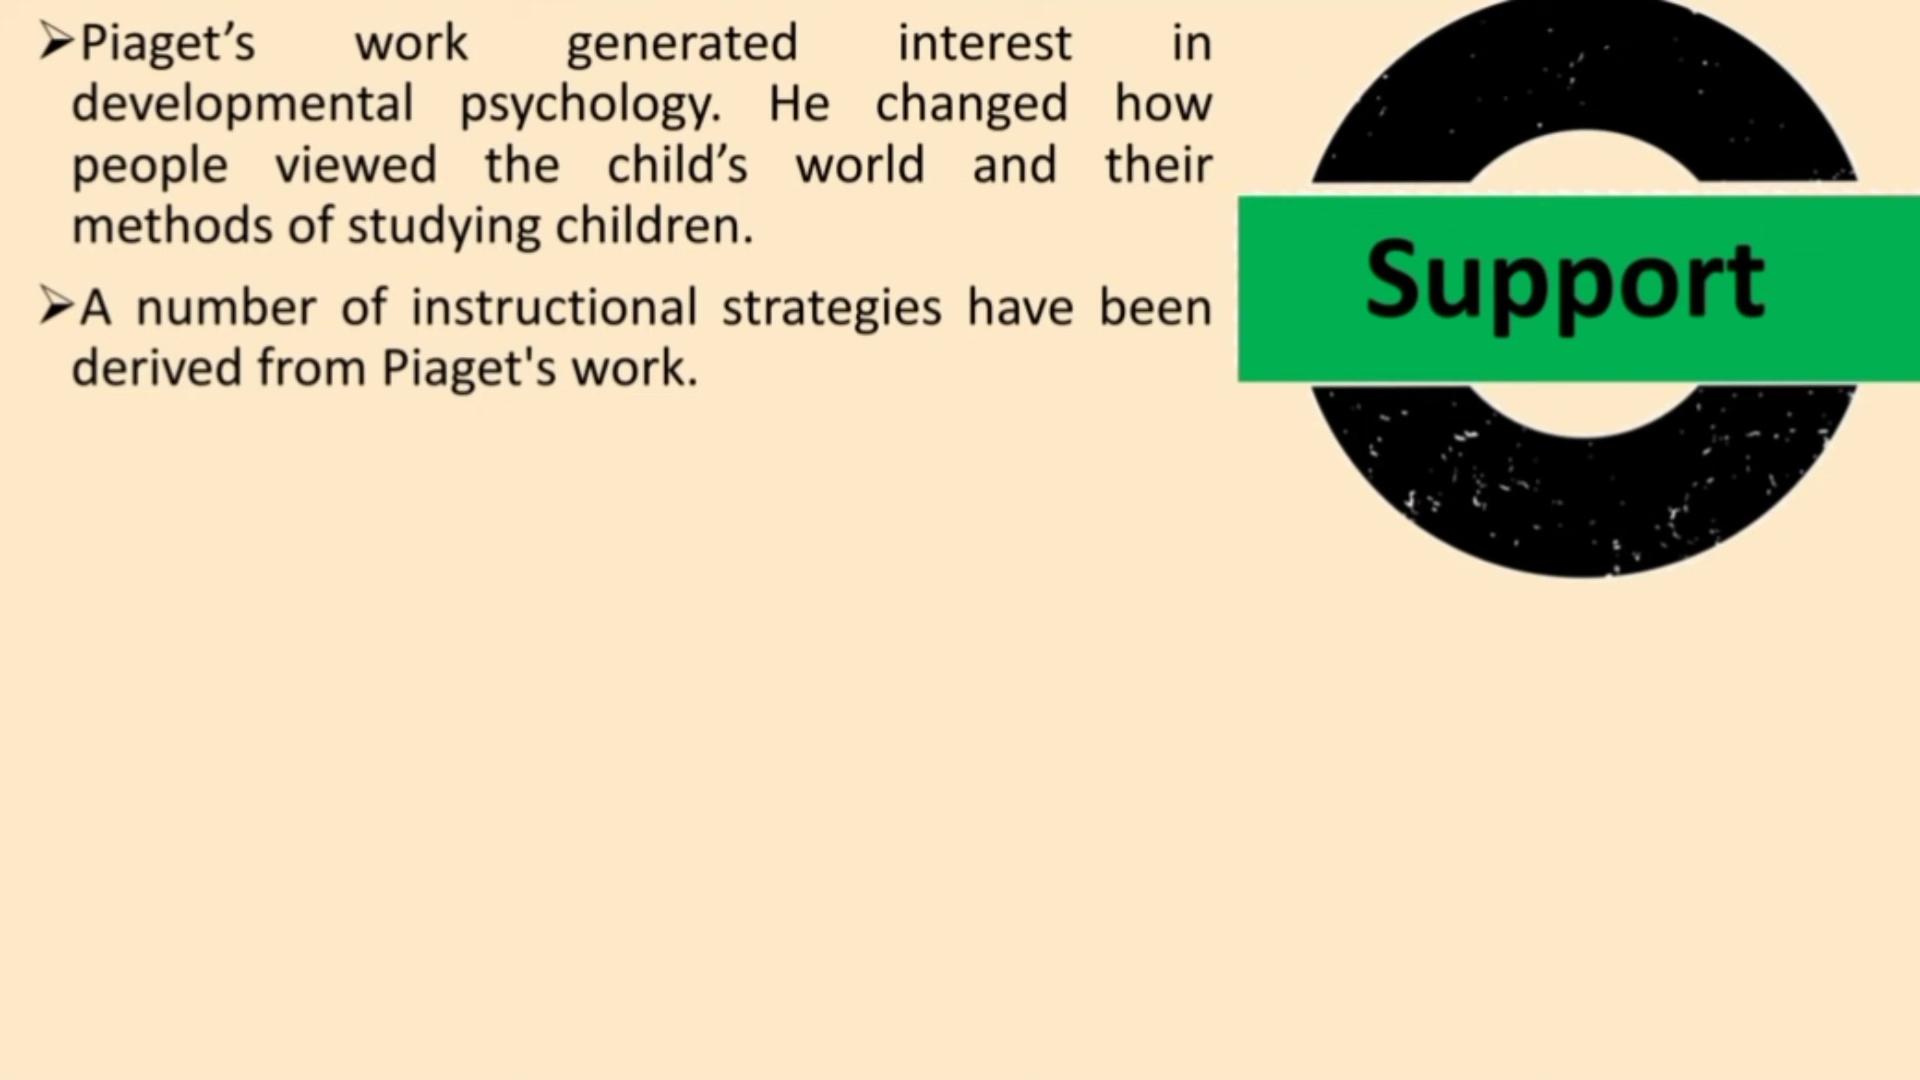 ➢Piaget’s work generated interest in
developmental psychology. He changed how
people viewed the child’s world and their
methods of studying children.
➢A number of instructional strategies have been
derived from Piaget's work.
Support